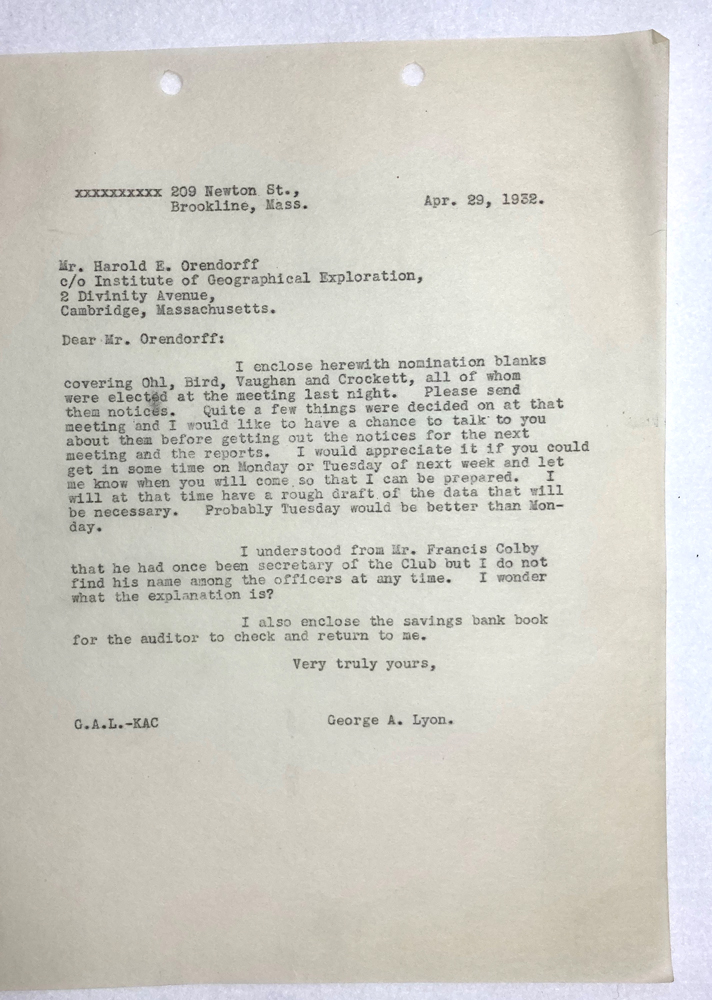 xxxxxxxxxx 209 Newton St.,
Brookline, Mass.
Apr. 29, 1932.
Mr. Harold E. Orendorff
c/o Institute of Geographical Exploration,
2 Divinity Avenue,
Cambridge, Massachusetts.
Dear Mr. Orendorff:
I enclose herewith nomination blanks
covering Ohl, Bird, Vaughan and Crockett, all of whom
were elected at the meeting last night. Please send
them notices. Quite a few things were decided on at that
meeting and I would like to have a chance to talk to you
about them before getting out the notices for the next
meeting and the reports. I would appreciate it if you could
get in some time on Monday or Tuesday of next week and let
me know when you will come so that I can be prepared. I
will at that time have a rough draft of the data that will
be necessary. Probably Tuesday would be better than Mon-
day.
I understood from Mr. Francis Colby
that he had once been secretary of the Club but I do not
find his name among the officers at any time. I wonder
what the explanation is?
I also enclose the savings bank book
for the auditor to check and return to me.
Very truly yours,
G.A.L.-KAC
George A. Lyon.